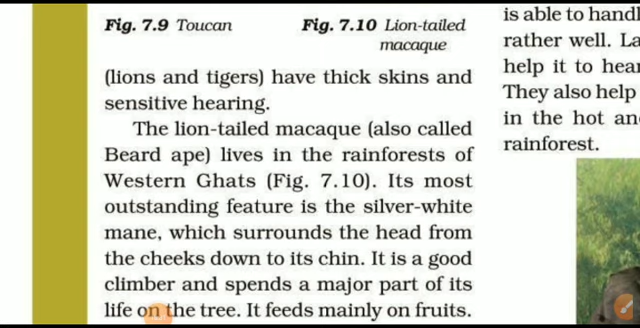 Fig. 7.9 Toucan
Fig. 7.10 Lion-tailed
macaque
(lions and tigers) have thick skins and
sensitive hearing.
The lion-tailed macaque (also called
Beard ape) lives in the rainforests of
Western Ghats (Fig. 7.10). Its most
outstanding feature is the silver-white
mane, which surrounds the head from
the cheeks down to its chin. It is a good
climber and spends a major part of its
life on the tree. It feeds mainly on fruits.
is able to handl
rather well. La
help it to hear
They also help
in the hot an
rainforest.